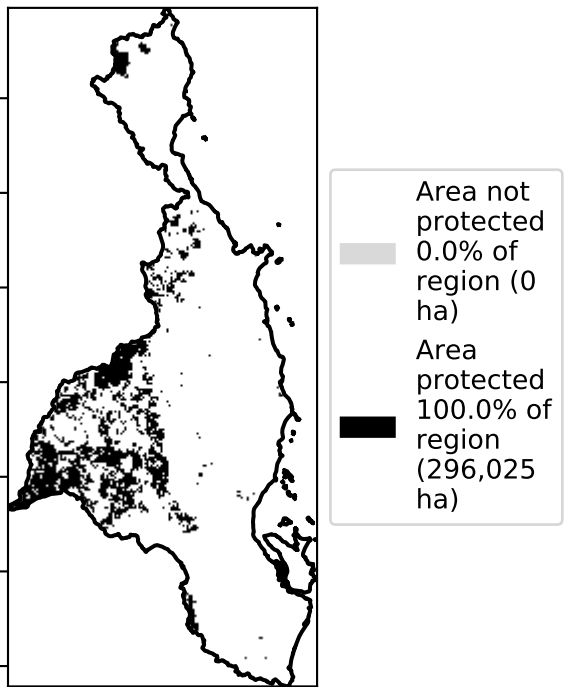 Area not
protected
0.0% of
region (0
ha)
Area
protected
100.0% of
region
(296,025
ha)